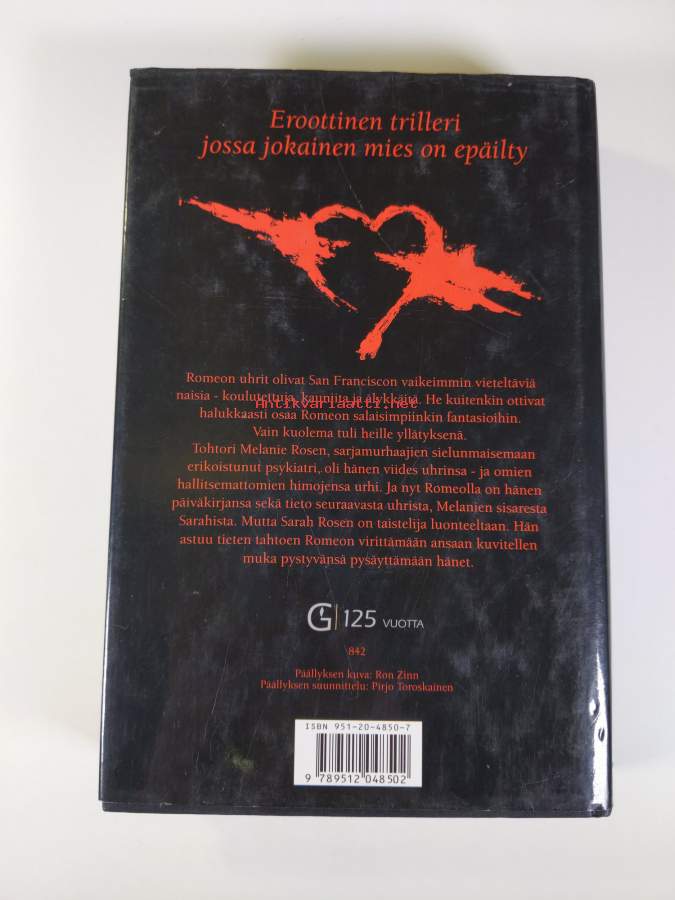 Eroottinen trilleri
jossa jokainen mies on epäilty
Romeon uhrit olivat San Franciscon vaikeimmin vieteltäviä
naisia - koulutettuja, kauniita ja älykkäitä. He kuitenkin ottivat
Antikvariaatti.net
halukkaasti osaa Romeon salaisimpiinkin fantasioihin.
Vain kuolema tuli heille yllätyksenä.
Tohtori Melanie Rosen, sarjamurhaajien sielunmaisemaan
erikoistunut psykiatri, oli hänen viides uhrinsa - ja omien
hallitsemattomien himojensa urhi. Ja nyt Romeolla on hänen
päiväkirjansa sekä tieto seuraavasta uhrista, Melanien sisaresta
Sarahista. Mutta Sarah Rosen on taistelija luonteeltaan. Hän
astuu tieten tahtoen Romeon virittämään ansaan kuvitellen
muka pystyvänsä pysäyttämään hänet.
G 125 VUOTTA
842
Päällyksen kuva: Ron Zinn
Päällyksen suunnittelu: Pirjo Toroskainen
ISBN 951-20-4850-7
9 789512 048502